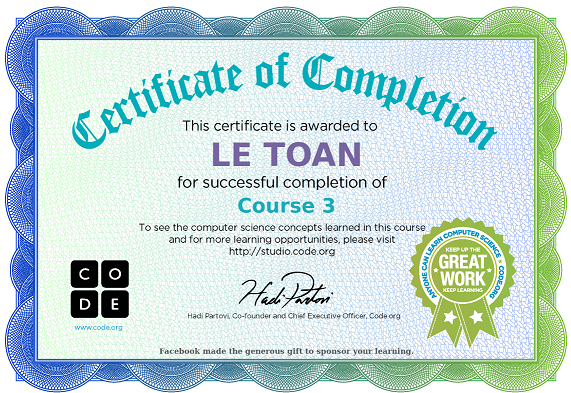 Certificate of Completion
This certificate is awarded to
LE TOAN
for successful completion of
Course 3
To see the computer science concepts learned in this course
and for more learning opportunities, please visit
http://studio.code.org
ANYONE CAN LEARN COMPUTER SCIENCE
CODE.ORG
KEEP UP THE
GREAT
WORK
KEEP LEARNING
C O
D E
www.code.org
Hadi Partovi
Hadi Partovi, Co-founder and Chief Executive Officer, Code.org
Facebook made the generous gift to sponsor your learning.